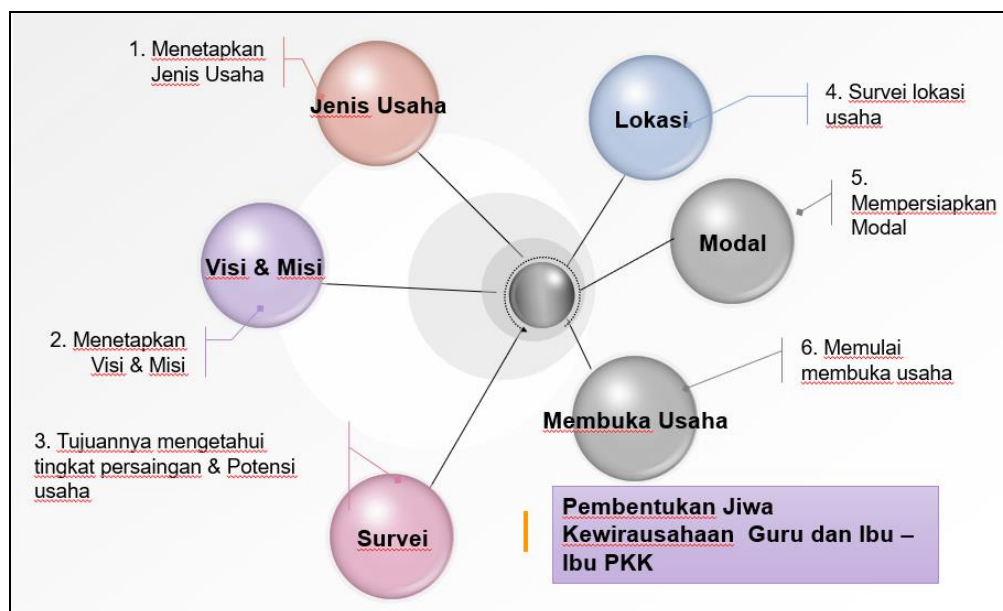 1. Menetapkan
Jenis Usaha
Jenis Usaha
Visi & Misi
2. Menetapkan
Visi & Misi
3. Tujuannya mengetahui
tingkat persaingan & Potensi
usaha
Survei
Lokasi
4. Survei lokasi
usaha
Modal
5.
Mempersiapkan
Modal
Membuka Usaha
6. Memulai
membuka usaha
Pembentukan Jiwa
Kewirausahaan Guru dan Ibu –
Ibu PKK